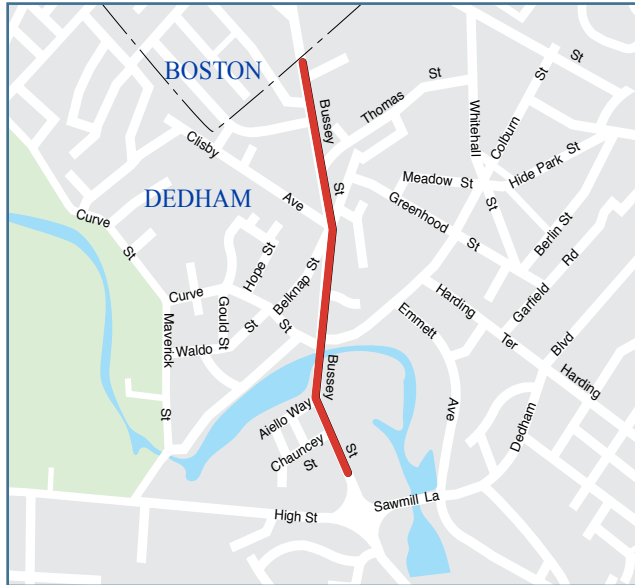 BOSTON
DEDHAM
Bussey
St
Thomas
St
St
Whitehall
St
Colburn
St
Hide Park St
Clisby
Ave
Meadow St
Greenhood
St
Berlin St
Garfield
Rd
Curve
St
Hope St
Belknap St
Curve
St
Gould St
Waldo
St
Maverick
St
Emmett
Ave
Harding
Ter
Harding
Dedham
Blvd
Bussey
St
Aiello Way
Chauncey
St
High St
Sawmill La